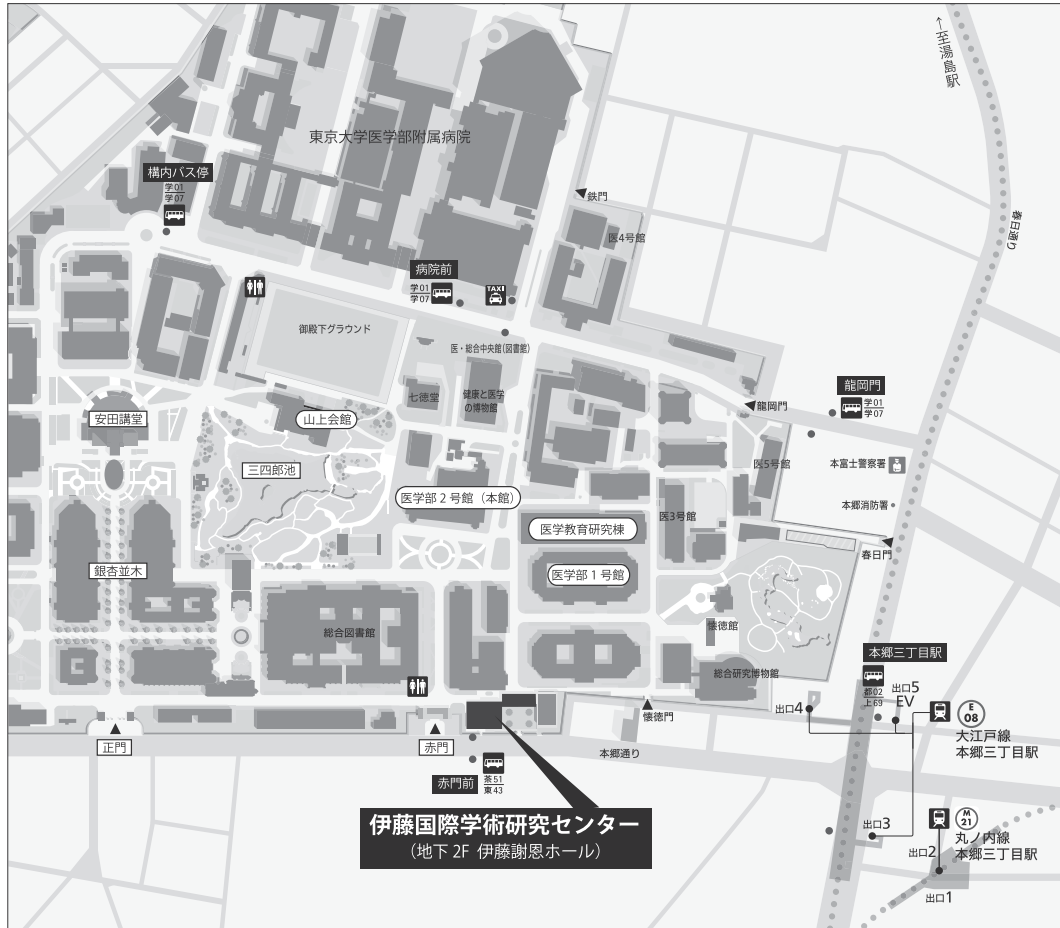 ←至湯島駅
東京大学医学部附属病院
構内バス停
学01
学07
鉄門
春日通り
医4号館
病院前
学01
学07
TAXI
御殿下グラウンド
医・総合中央館(図書館)
七徳堂
健康と医学
の博物館
龍岡門
龍岡門
学01
学07
安田講堂
山上会館
三四郎池
医5号館
本富士警察署
医学部2号館（本館）
本郷消防署
医3号館
医学教育研究棟
春日門
銀杏並木
医学部1号館
総合図書館
懐徳館
本郷三丁目駅
総合研究博物館
都02
上69
出口5
EV
出口4
E
08
大江戸線
本郷三丁目駅
懐徳門
正門
赤門
本郷通り
赤門前
茶51
東43
伊藤国際学術研究センター
（地下2F 伊藤謝恩ホール）
出口3
M
21
丸ノ内線
本郷三丁目駅
出口2
出口1